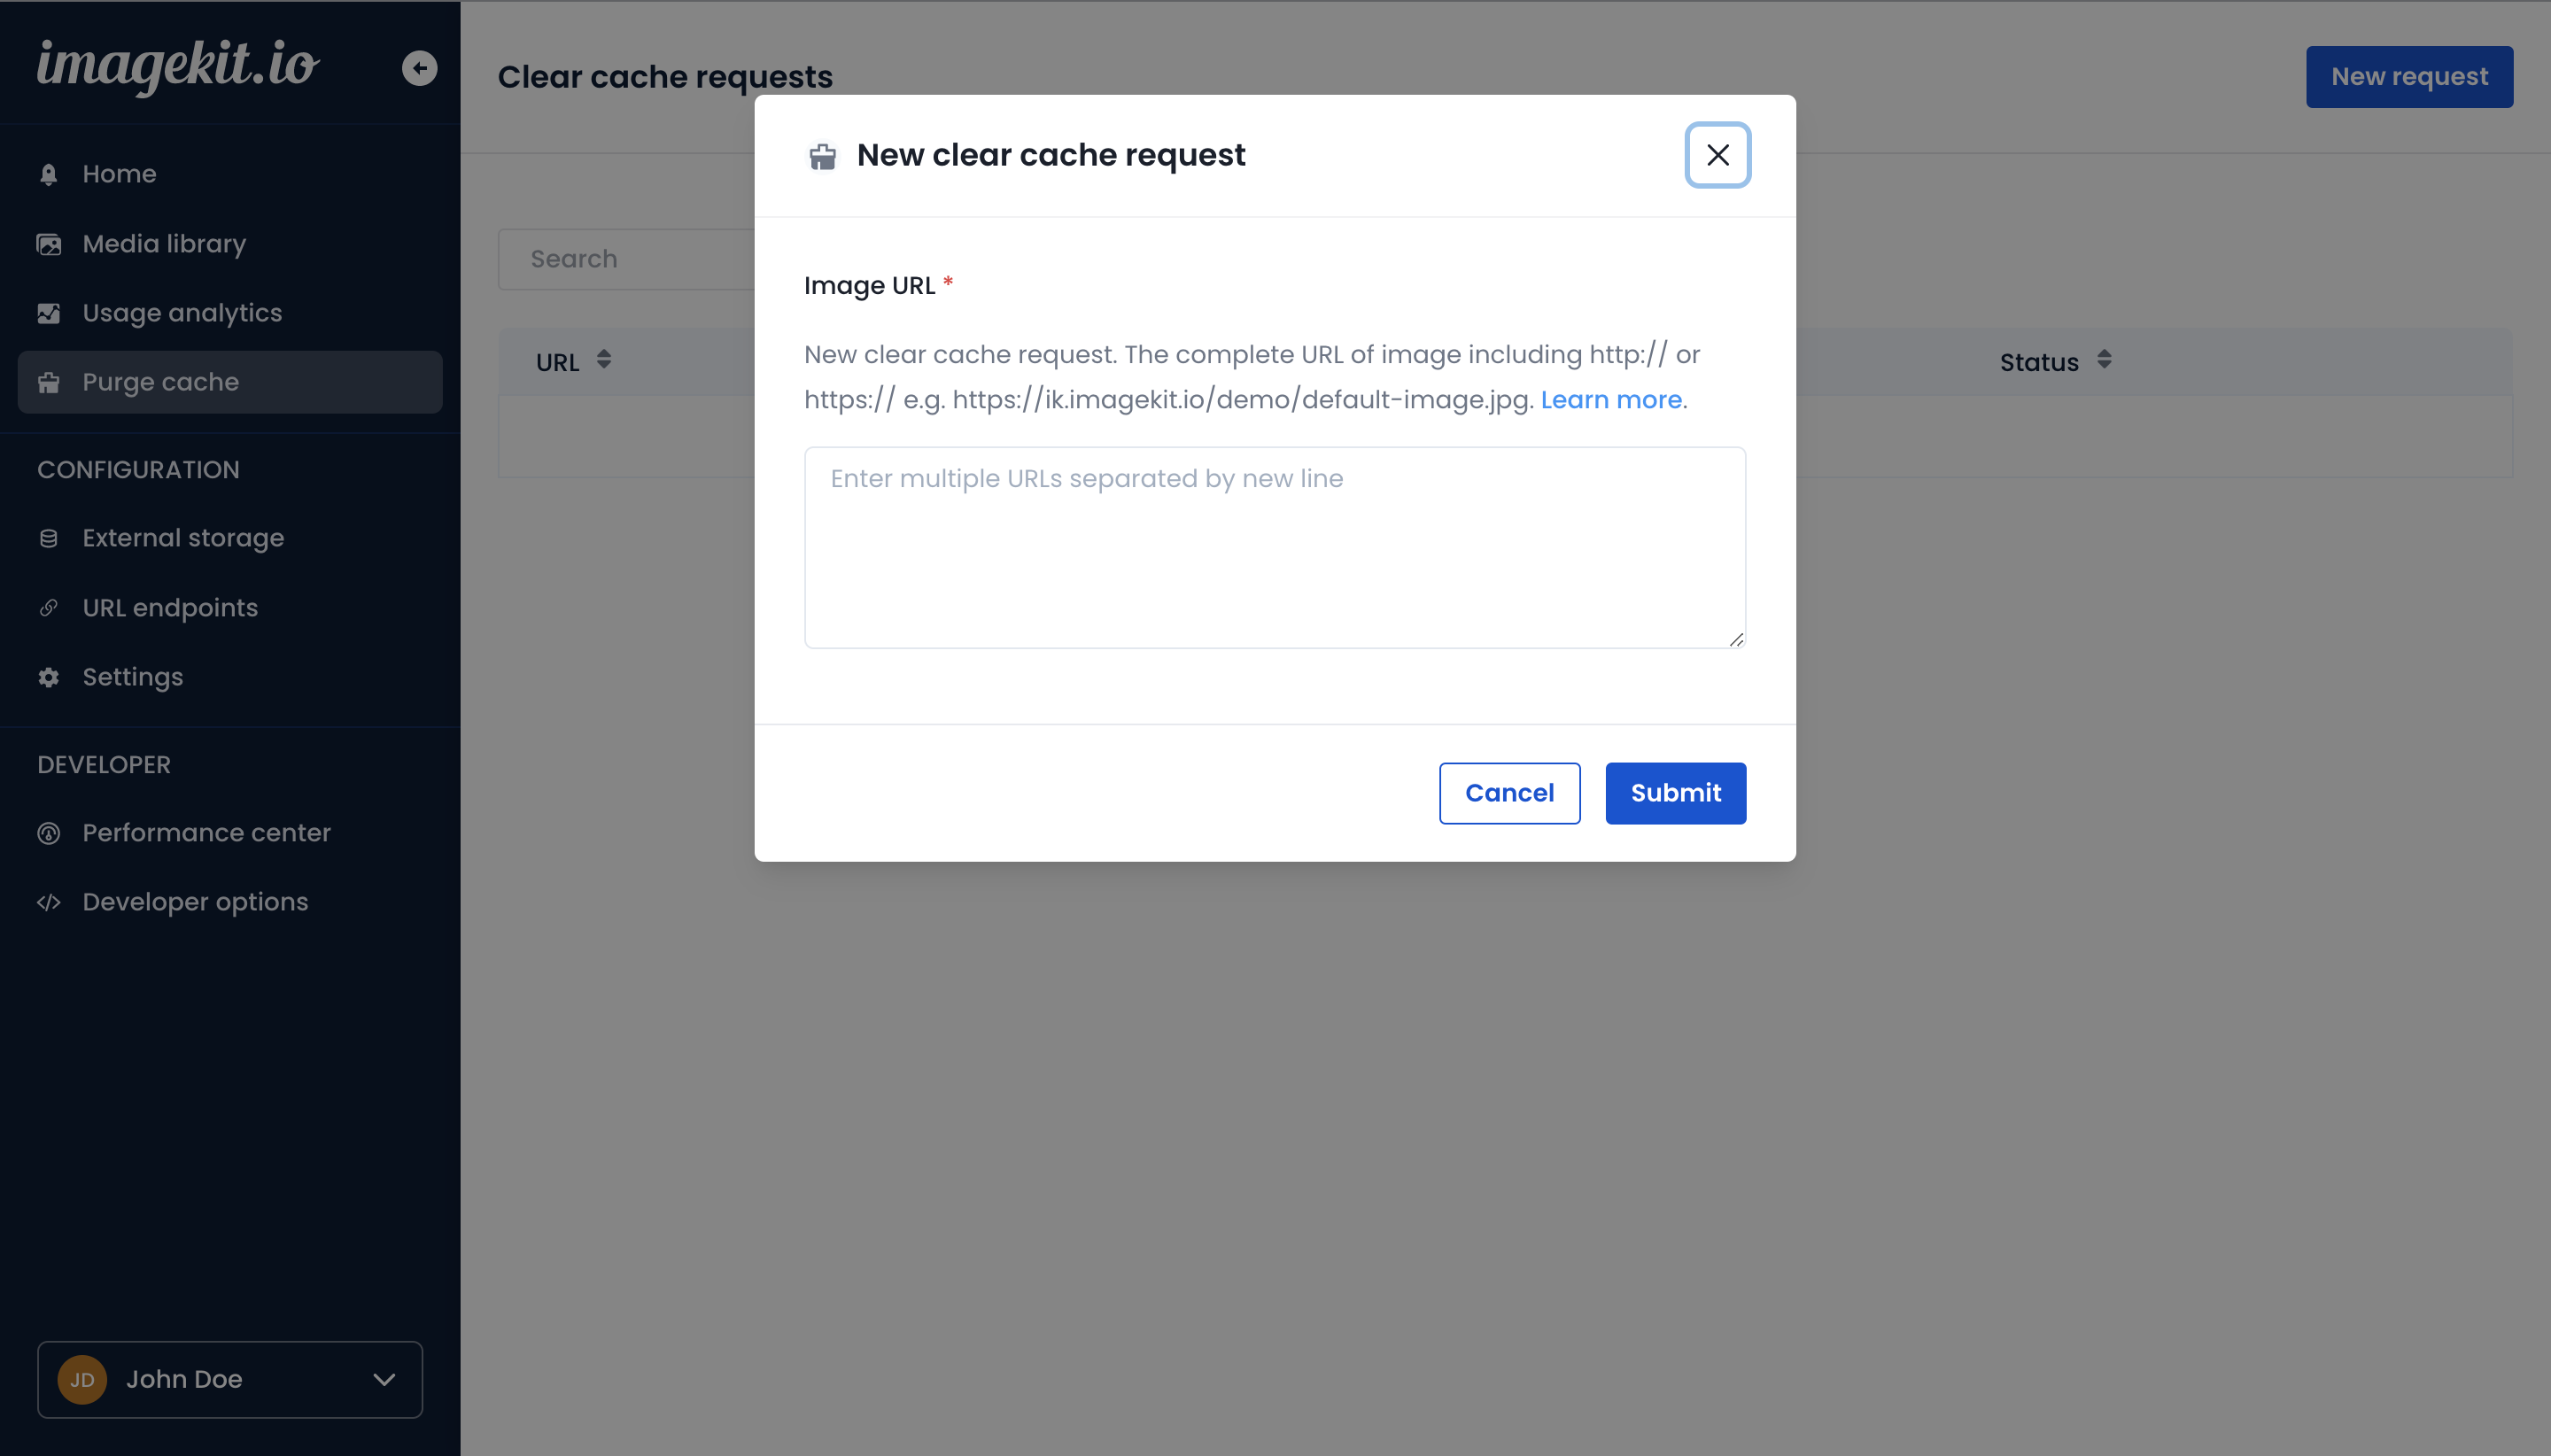 imagekit.io
Home
Media library
Usage analytics
Purge cache
CONFIGURATION
External storage
URL endpoints
Settings
DEVELOPER
Performance center
Developer options
JD John Doe
Clear cache requests
New request
Search
URL Status
New clear cache request
Image URL *
New clear cache request. The complete URL of image including http:// or
https:// e.g. https://ik.imagekit.io/demo/default-image.jpg. Learn more.
Enter multiple URLs separated by new line
Cancel Submit